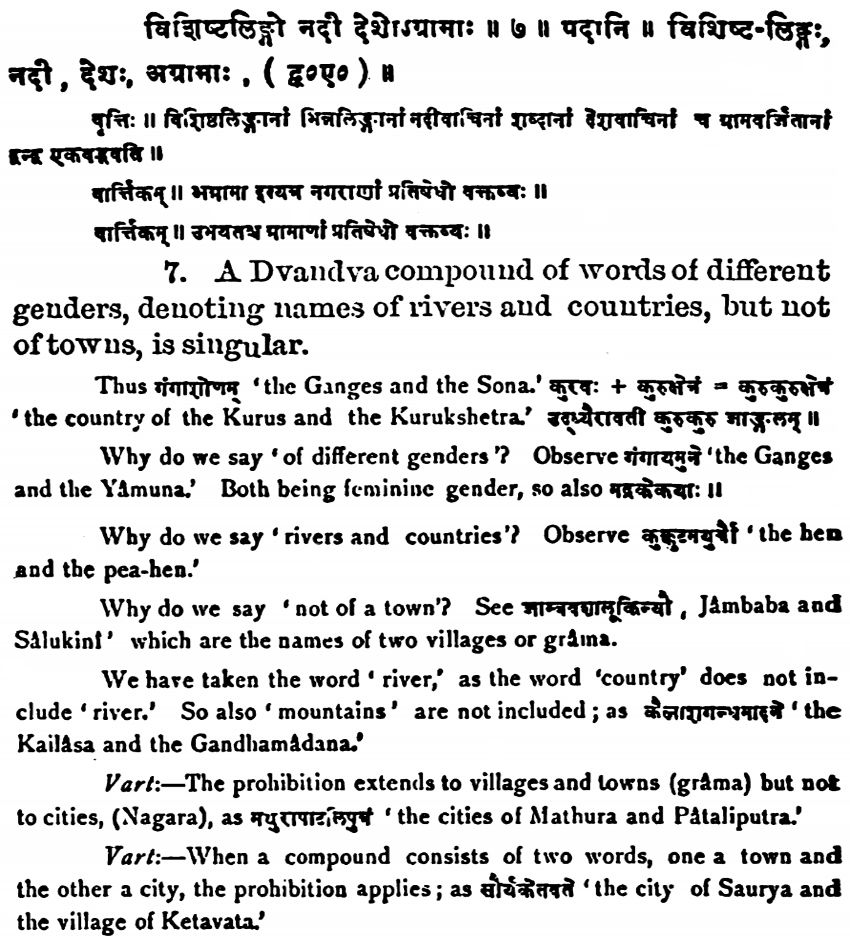 विशिष्टलिङ्गो नदी देशोऽग्रामाः ॥ ७ ॥ पदानि ॥ विशिष्ट-लिङ्गः,
नदी , देशः, अग्रामाः , ( द्व०ए० ) ॥
वृत्तिः ॥ विशिष्ठलिङ्गानां भिन्नलिङ्गानां नदीवाचिनां शब्दानां देशवाचिनां च ग्रामवर्जितानां
द्वन्द्व एकवद्भवति ॥
वार्त्तिकम् ॥ अग्रामा इत्यत्र नगराणां प्रतिषेधो वक्तव्यः ॥
वार्त्तिकम् ॥ उभयतश्च ग्रामाणां प्रतिषेधो वक्तव्यः ॥
7. A Dvandva compound of words of different
genders, denoting names of rivers and countries, but not
of towns, is singular.
Thus गंगाशोणम् 'the Ganges and the Sona.' कुरवः + कुरुक्षेत्रं = कुरुकुरुक्षेत्रं
'the country of the Kurus and the Kurukshetra.' उद्ध्यैरावती कुरुकुरु जाङ्गलम् ॥
Why do we say 'of different genders'? Observe गंगायमुने 'the Ganges
and the Yâmuna.' Both being feminine gender, so also मद्रकेकयाः ॥
Why do we say 'rivers and countries'? Observe कुक्कुटमयुर्यौ 'the hen
and the pea-hen.'
Why do we say 'not of a town'? See जाम्बवशालूकिन्यौ , Jâmbaba and
Sâlukinî' which are the names of two villages or grâma.
We have taken the word 'river,' as the word 'country' does not in-
clude 'river.' So also 'mountains' are not included ; as कैलाशगन्धमादने 'the
Kailâsa and the Gandhamâdana.'
Vart:—The prohibition extends to villages and towns (grâma) but not
to cities, (Nagara), as मथुरापाटलिपुत्रं 'the cities of Mathura and Pâtaliputra.'
Vart:—When a compound consists of two words, one a town and
the other a city, the prohibition applies ; as सौर्यकेतवते 'the city of Saurya and
the village of Ketavata.'